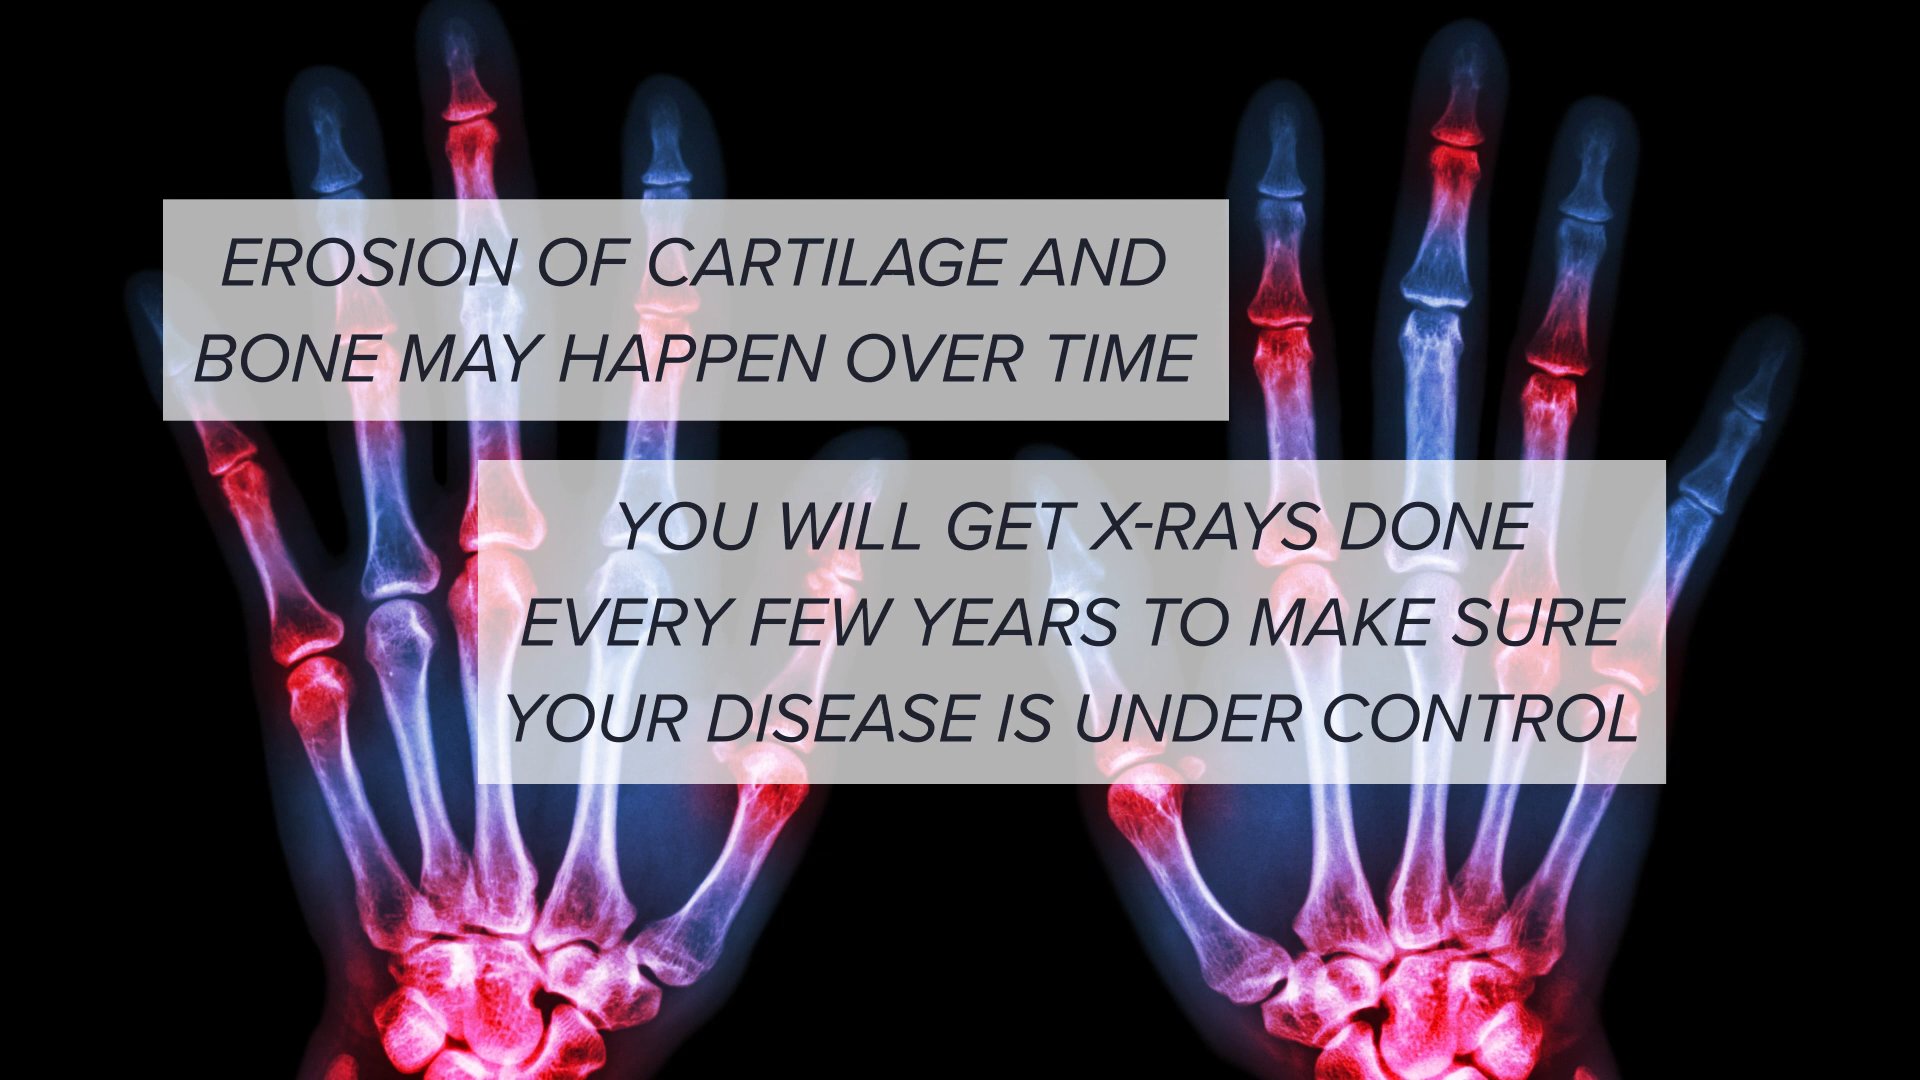 EROSION OF CARTILAGE AND
BONE MAY HAPPEN OVER TIME
YOU WILL GET X-RAYS DONE
EVERY FEW YEARS TO MAKE SURE
YOUR DISEASE IS UNDER CONTROL